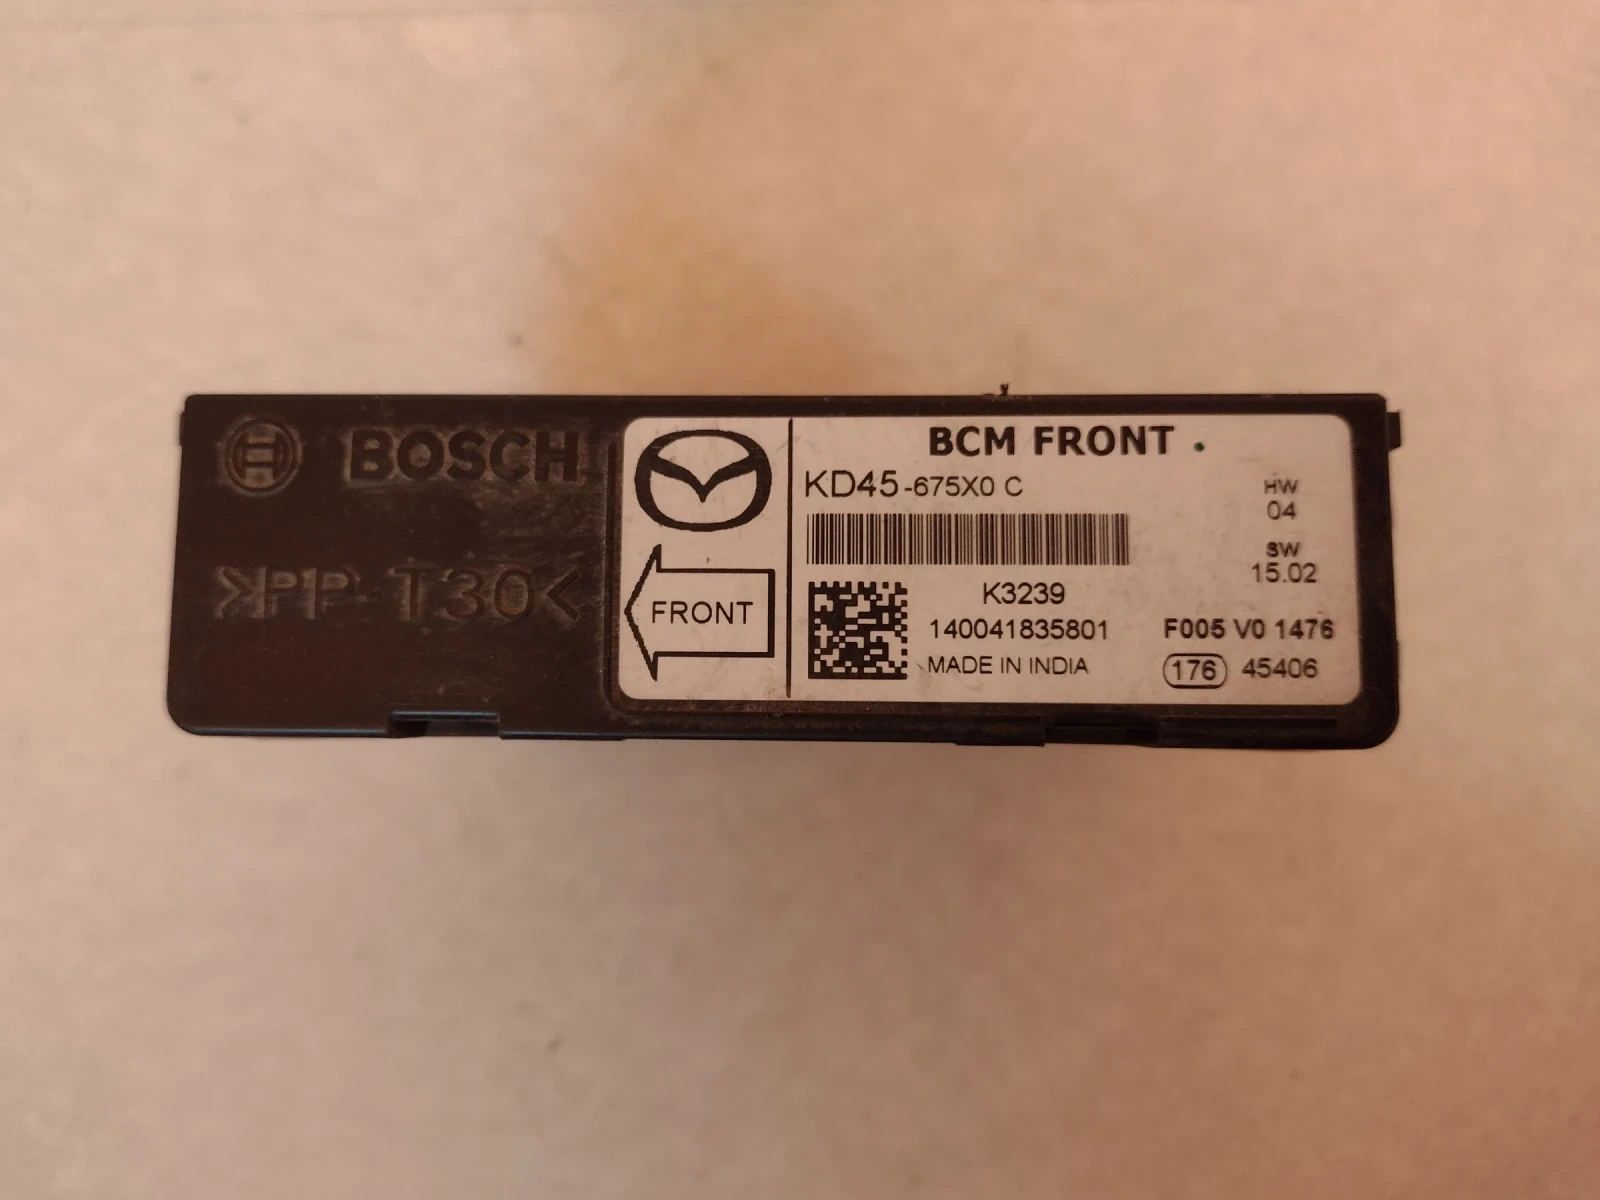 BOSCH
>PP-T30<
FRONT
BCM FRONT
KD45-675X0 C
HW
04
SW
15.02
K3239
140041835801
F005 V0 1476
MADE IN INDIA
176 45406